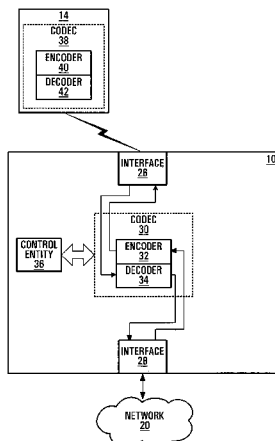 14
CODEC
38
ENCODER
40
DECODER
42
10
INTERFACE
26
CODEC
30
CONTROL
ENTITY
36
ENCODER
32
DECODER
34
INTERFACE
28
NETWORK
20